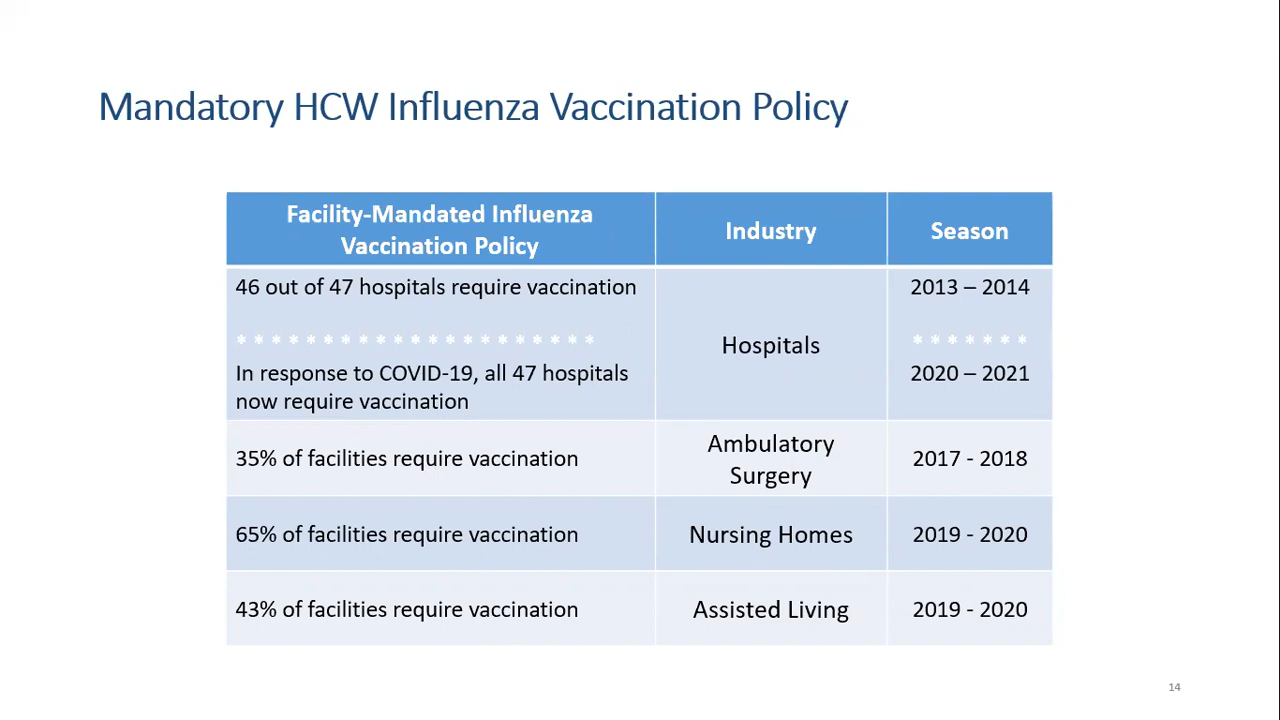 Mandatory HCW Influenza Vaccination Policy
Facility-Mandated Influenza
Vaccination Policy
Industry
Season
46 out of 47 hospitals require vaccination
2013 – 2014
* * * * * * * * * * * * * * * * * * * * *
* * * * * * *
Hospitals
In response to COVID-19, all 47 hospitals
now require vaccination
2020 – 2021
35% of facilities require vaccination
Ambulatory
Surgery
2017 - 2018
65% of facilities require vaccination
Nursing Homes
2019 - 2020
43% of facilities require vaccination
Assisted Living
2019 - 2020
14